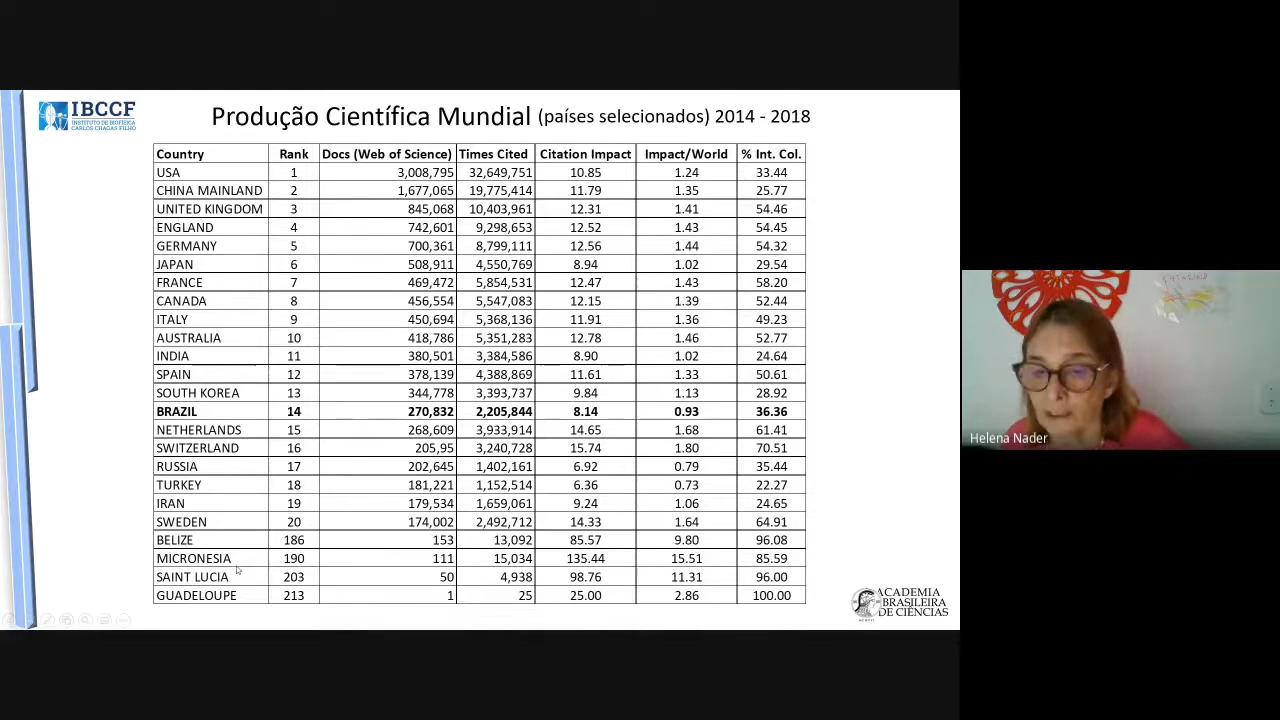 IBCCF
INSTITUTO DE BIOFÍSICA
CARLOS CHAGAS FILHO
Produção Científica Mundial (países selecionados) 2014 - 2018
Country Rank Docs (Web of Science) Times Cited Citation Impact Impact/World % Int. Col.
USA 1 3,008,795 32,649,751 10.85 1.24 33.44
CHINA MAINLAND 2 1,677,065 19,775,414 11.79 1.35 25.77
UNITED KINGDOM 3 845,068 10,403,961 12.31 1.41 54.46
ENGLAND 4 742,601 9,298,653 12.52 1.43 54.45
GERMANY 5 700,361 8,799,111 12.56 1.44 54.32
JAPAN 6 508,911 4,550,769 8.94 1.02 29.54
FRANCE 7 469,472 5,854,531 12.47 1.43 58.20
CANADA 8 456,554 5,547,083 12.15 1.39 52.44
ITALY 9 450,694 5,368,136 11.91 1.36 49.23
AUSTRALIA 10 418,786 5,351,283 12.78 1.46 52.77
INDIA 11 380,501 3,384,586 8.90 1.02 24.64
SPAIN 12 378,139 4,388,869 11.61 1.33 50.61
SOUTH KOREA 13 344,778 3,393,737 9.84 1.13 28.92
BRAZIL 14 270,832 2,205,844 8.14 0.93 36.36
NETHERLANDS 15 268,609 3,933,914 14.65 1.68 61.41
SWITZERLAND 16 205,95 3,240,728 15.74 1.80 70.51
RUSSIA 17 202,645 1,402,161 6.92 0.79 35.44
TURKEY 18 181,221 1,152,514 6.36 0.73 22.27
IRAN 19 179,534 1,659,061 9.24 1.06 24.65
SWEDEN 20 174,002 2,492,712 14.33 1.64 64.91
BELIZE 186 153 13,092 85.57 9.80 96.08
MICRONESIA 190 111 15,034 135.44 15.51 85.59
SAINT LUCIA 203 50 4,938 98.76 11.31 96.00
GUADELOUPE 213 1 25 25.00 2.86 100.00
ACADEMIA
BRASILEIRA
DE CIÊNCIAS
Helena Nader